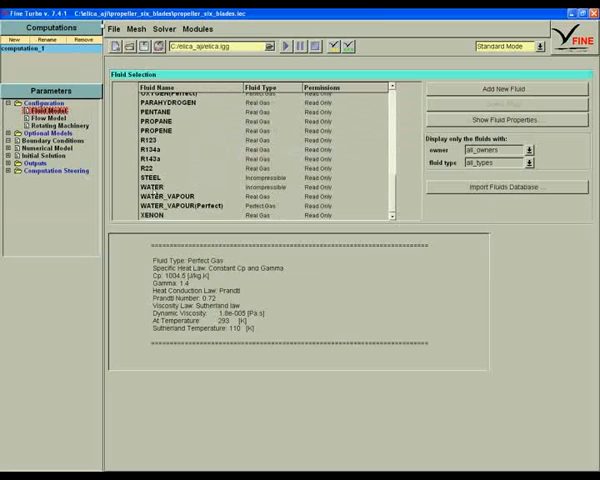 Fine Turbo v. 7.4-1 C:\elica_aj\propeller_six_blades\propeller_six_blades.iec
Computations
New Rename Remove
computation_1
File Mesh Solver Modules
C:/elica_aj/elica.igg
Standard Mode
FINE
Parameters
Configuration
Fluid Model
Flow Model
Rotating Machinery
Optional Models
Boundary Conditions
Numerical Model
Initial Solution
Outputs
Computation Steering
Fluid Selection
Fluid Name Fluid Type Permissions
OXYGEN(Perfect) Perfect Gas Read Only
PARAHYDROGEN Real Gas Read Only
PENTANE Real Gas Read Only
PROPANE Real Gas Read Only
PROPENE Real Gas Read Only
R123 Real Gas Read Only
R134a Real Gas Read Only
R143a Real Gas Read Only
R22 Real Gas Read Only
STEEL Incompressible Read Only
WATER Incompressible Read Only
WATER_VAPOUR Real Gas Read Only
WATER_VAPOUR(Perfect) Perfect Gas Read Only
XENON Real Gas Read Only
Add New Fluid
Show Fluid Properties ...
Display only the fluids with:
owner all_owners
fluid type all_types
Import Fluids Database ...
Fluid Type: Perfect Gas
Specific Heat Law: Constant Cp and Gamma
Cp: 1004.5 [J/kg.K]
Gamma: 1.4
Heat Conduction Law: Prandtl
Prandtl Number: 0.72
Viscosity Law: Sutherland law
Dynamic Viscosity: 1.8e-005 [Pa.s]
At Temperature: 293 [K]
Sutherland Temperature: 110 [K]